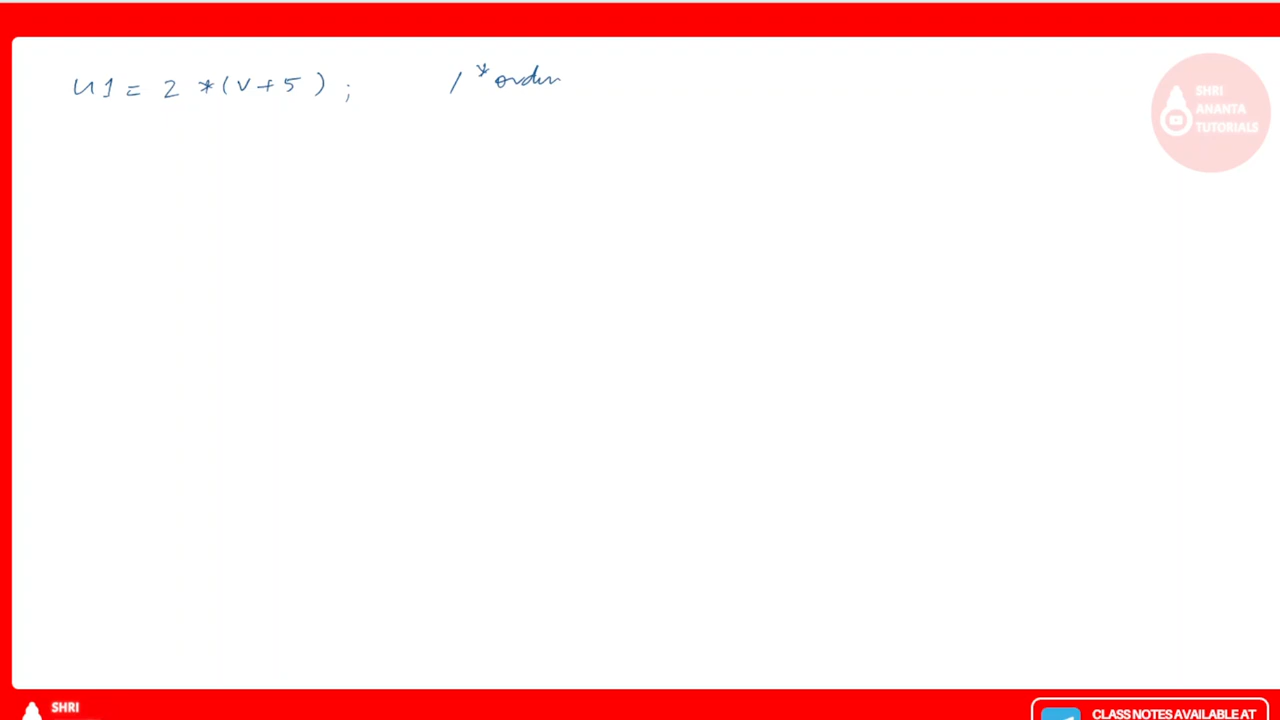 u1 = 2 *(v+5) ; /*order
SHRI
ANANTA
TUTORIALS
SHRI
CLASS NOTES AVAILABLE AT